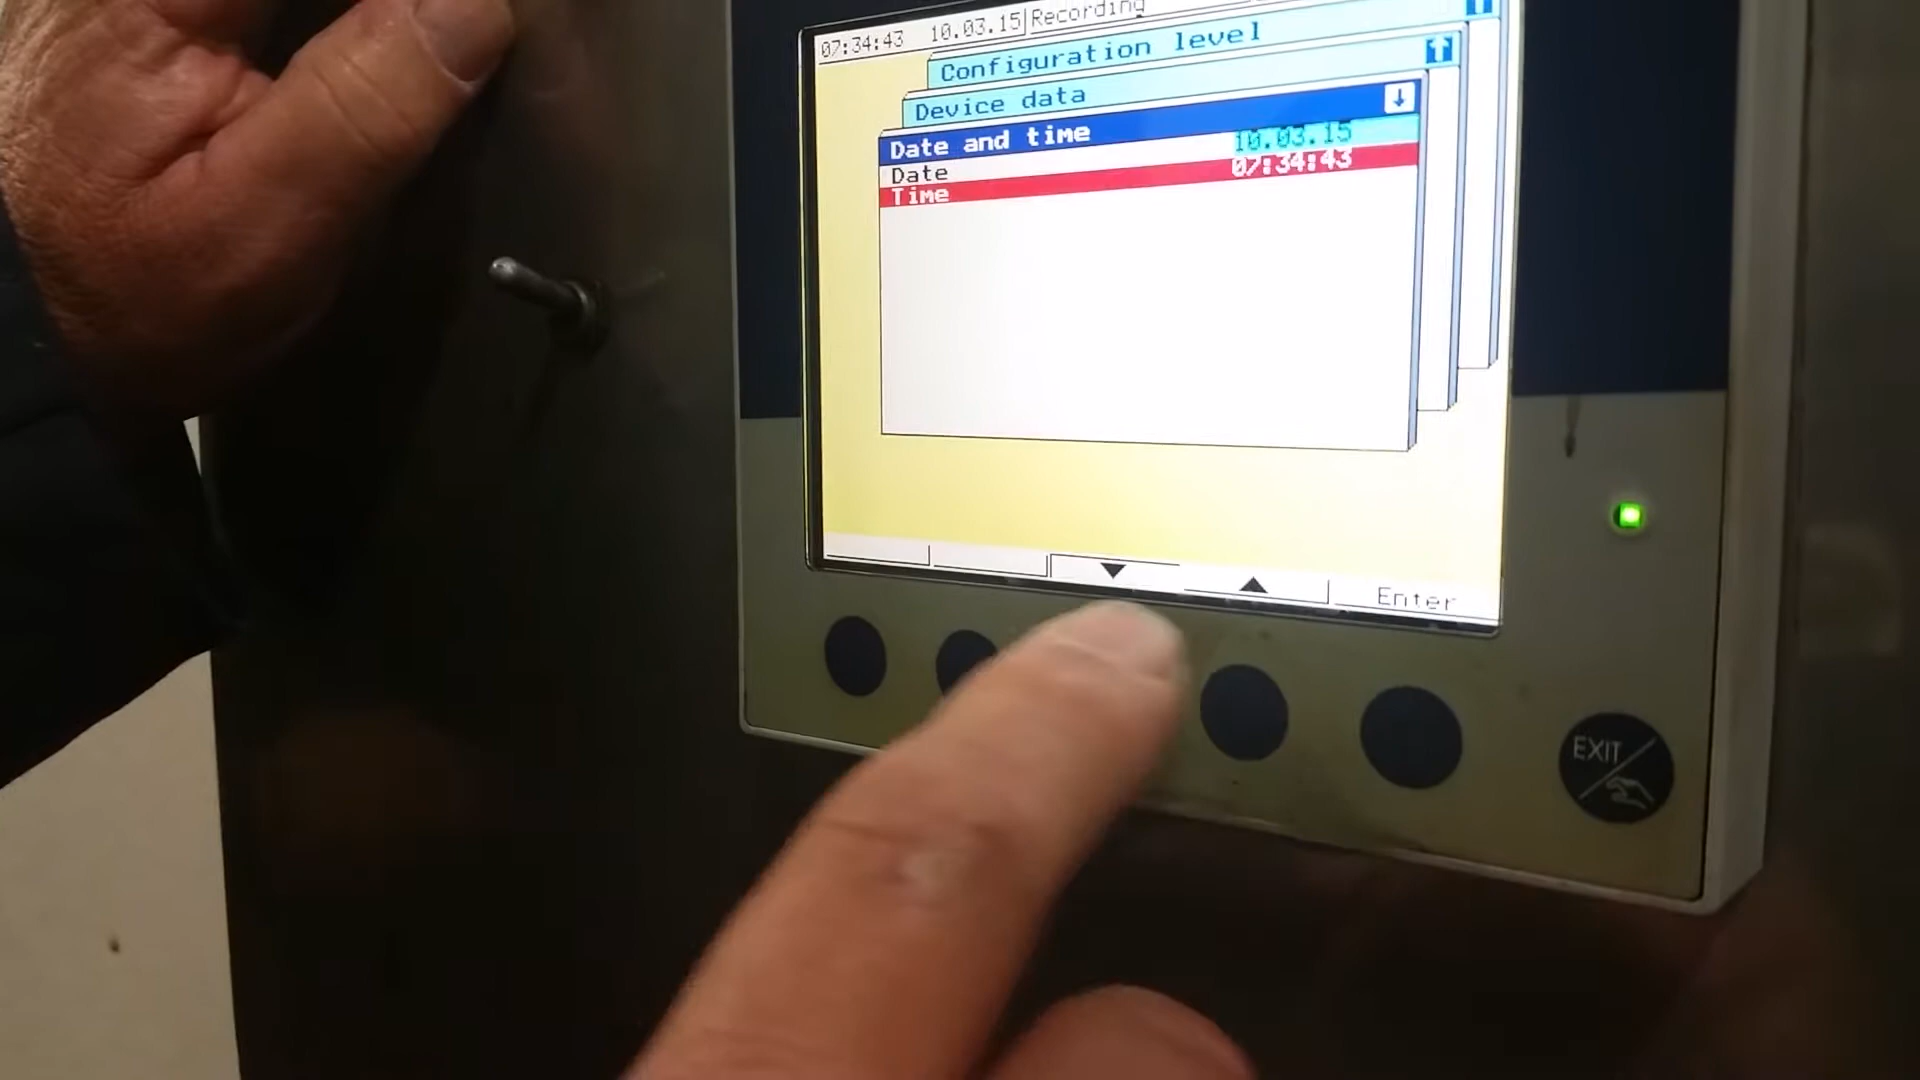 07:34:43 10.03.15 Recording
Configuration level
Device data
Date and time
Date 10.03.15
Time 07:34:43
Enter
EXIT